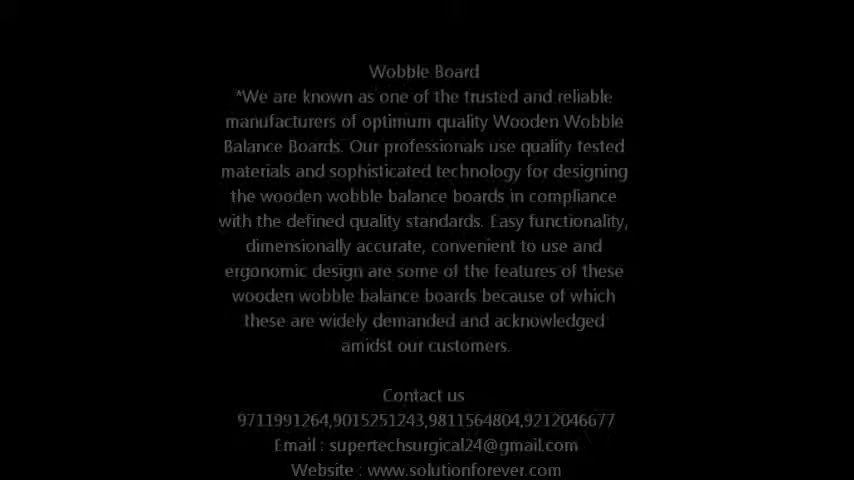 Wobble Board
*We are known as one of the trusted and reliable
manufacturers of optimum quality Wooden Wobble
Balance Boards. Our professionals use quality tested
materials and sophisticated technology for designing
the wooden wobble balance boards in compliance
with the defined quality standards. Easy functionality,
dimensionally accurate, convenient to use and
ergonomic design are some of the features of these
wooden wobble balance boards because of which
these are widely demanded and acknowledged
amidst our customers.
Contact us
9711991264,9015251243,9811564804,9212046677
Email : supertechsurgical24@gmail.com
Website : www.solutionforever.com